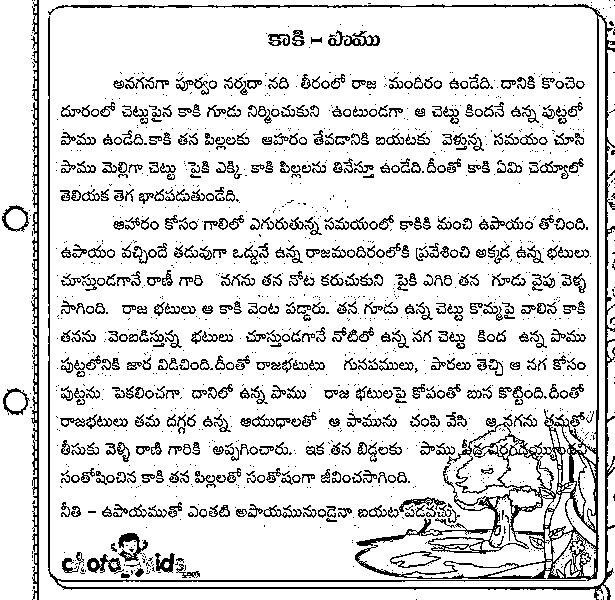 కాకి – పాము
అనగనగా పూర్వం నర్మదా నది తీరంలో రాజ మందిరం ఉండేది. దానికి కొంచెం
దూరంలో చెట్టుపైన కాకి గూడు నిర్మించుకుని ఉంటుండగా ఆ చెట్టు కిందనే ఉన్న పుట్టలో
పాము ఉండేది.కాకి తన పిల్లలకు ఆహరం తేవడానికి బయటకు వెళ్తున్న సమయం చూసి
పాము మెల్లిగా చెట్టు పైకి ఎక్కి కాకి పిల్లలను తినేస్తూ ఉండేది.దీంతో కాకి ఏమి చెయ్యాలో
తెలియక తెగ భాదపడుతుండేది.
ఆహారం కోసం గాలిలో ఎగురుతున్న సమయంలో కాకికి మంచి ఉపాయం తోచింది.
ఉపాయం వచ్చిందే తడువుగా ఒడ్డునే ఉన్న రాజమందిరంలోకి ప్రవేశించి అక్కడ ఉన్న భటులు
చూస్తుండగానే రాణీ గారి నగను తన నోట కరుచుకుని పైకి ఎగిరి తన గూడు వైపు వెళ్ళ
సాగింది. రాజ భటులు ఆ కాకి వెంట పడ్డారు. తన గూడు ఉన్న చెట్టు కొమ్మపై వాలిన కాకి
తనను వెంబడిస్తున్న భటులు చూస్తుండగానే నోటిలో ఉన్న నగ చెట్టు కింద ఉన్న పాము
పుట్టలోనికి జార విడిచింది.దీంతో రాజభటుటు గునపములు, పారలు తెచ్చి ఆ నగ కోసం
పుట్టను పెకలించగా దానిలో ఉన్న పాము రాజ భటులపై కోపంతో బుస కొట్టింది.దీంతో
రాజభటులు తమ దగ్గర ఉన్న ఆయుధాలతో ఆ పామును చంపి వేసి ఆ నగను తమతో
తీసుకు వెళ్ళి రాణి గారికి అప్పగించారు. ఇక తన బిడ్డలకు పాము పీడ
సంతోషించిన కాకి తన పిల్లలతో సంతోషంగా జీవించసాగింది.
నీతి – ఉపాయముతో ఎంతటి అపాయమునుండైనా బయట పడవచ్చు.
chota kids